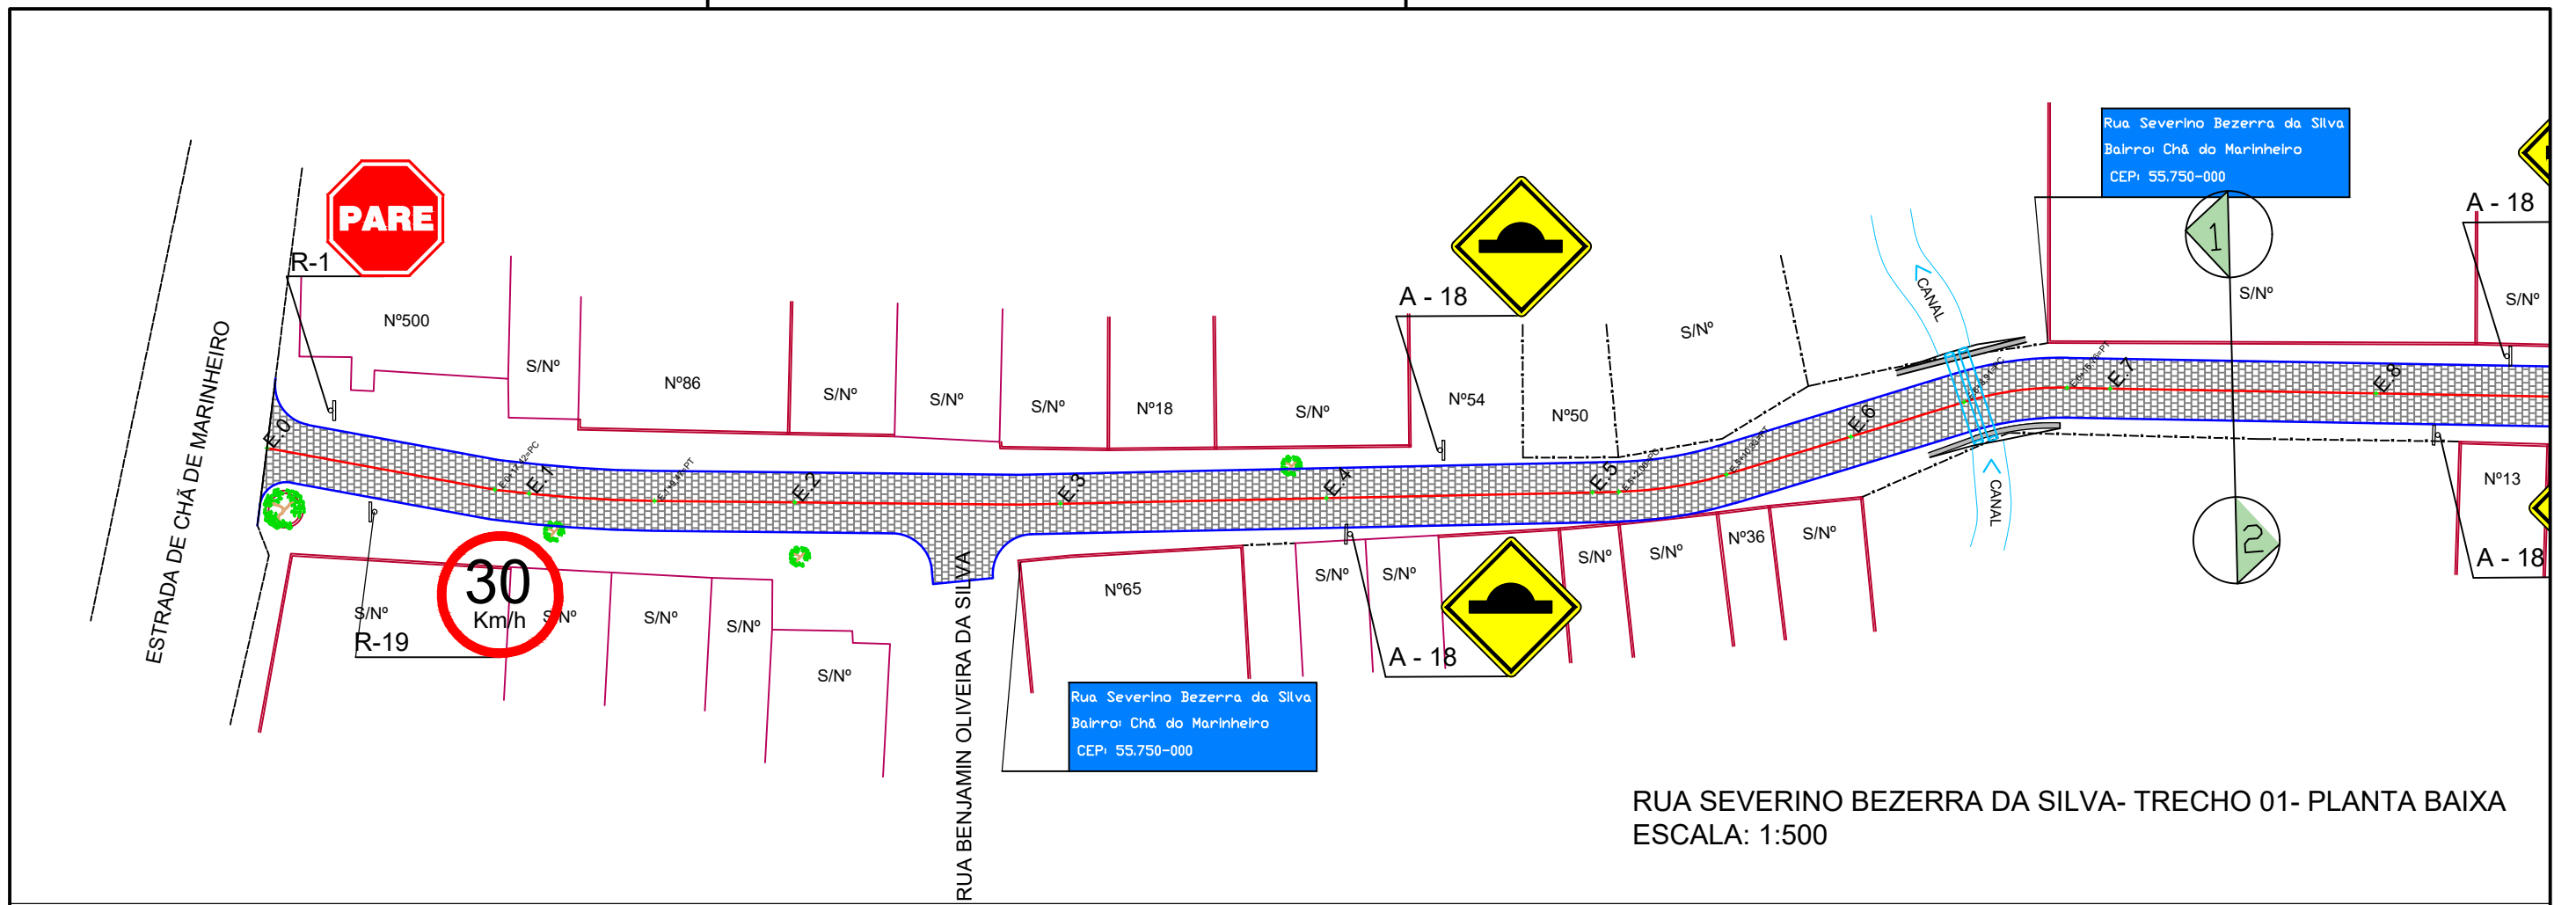 Rua Severino Bezerra da Silva
Bairro: Chã do Marinheiro
CEP: 55.750-000
PARE
R-1
A - 18
A - 18
1
S/Nº
S/Nº
CANAL
Nº500
S/Nº
Nº86
S/Nº
S/Nº
S/Nº
Nº18
S/Nº
Nº54
Nº50
S/Nº
E.0
E.1
E.2
E.3
E.4
E.5
E.6
E.7
E.8
ESTRADA DE CHÃ DE MARINHEIRO
30
Km/h
R-19
S/Nº
S/Nº
S/Nº
S/Nº
S/Nº
RUA BENJAMIN OLIVEIRA DA SILVA
Nº65
S/Nº
S/Nº
A - 18
S/Nº
S/Nº
Nº36
S/Nº
CANAL
2
Nº13
A - 18
Rua Severino Bezerra da Silva
Bairro: Chã do Marinheiro
CEP: 55.750-000
RUA SEVERINO BEZERRA DA SILVA- TRECHO 01- PLANTA BAIXA
ESCALA: 1:500